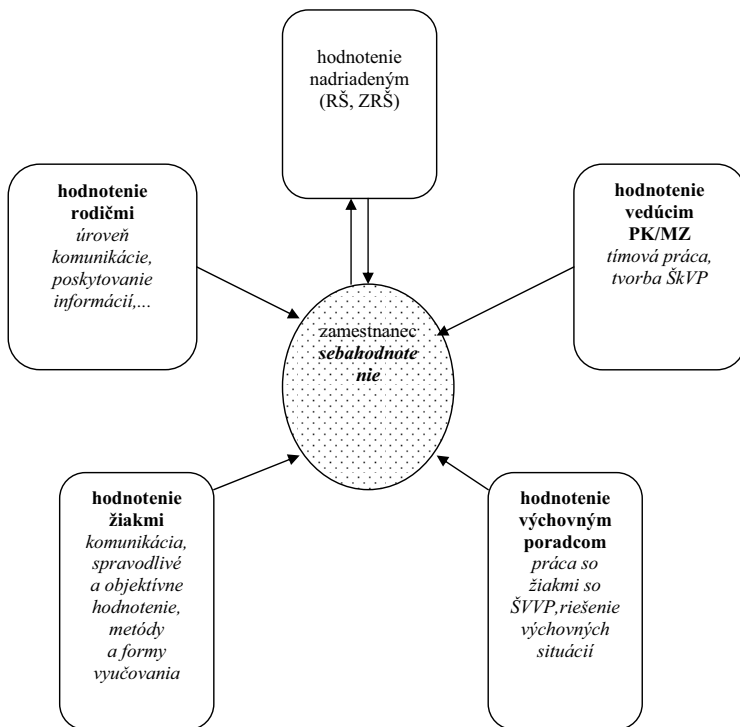 hodnotenie
nadriadeným
(RŠ, ZRŠ)
hodnotenie
rodičmi
úroveň
komunikácie,
poskytovanie
informácií,...
hodnotenie
vedúcim
PK/MZ
tímová práca,
tvorba ŠkVP
zamestnanec
sebahodnote
nie
hodnotenie
žiakmi
komunikácia,
spravodlivé
a objektívne
hodnotenie,
metódy
a formy
vyučovania
hodnotenie
výchovným
poradcom
práca so
žiakmi so
ŠVVP,riešenie
výchovných
situácií